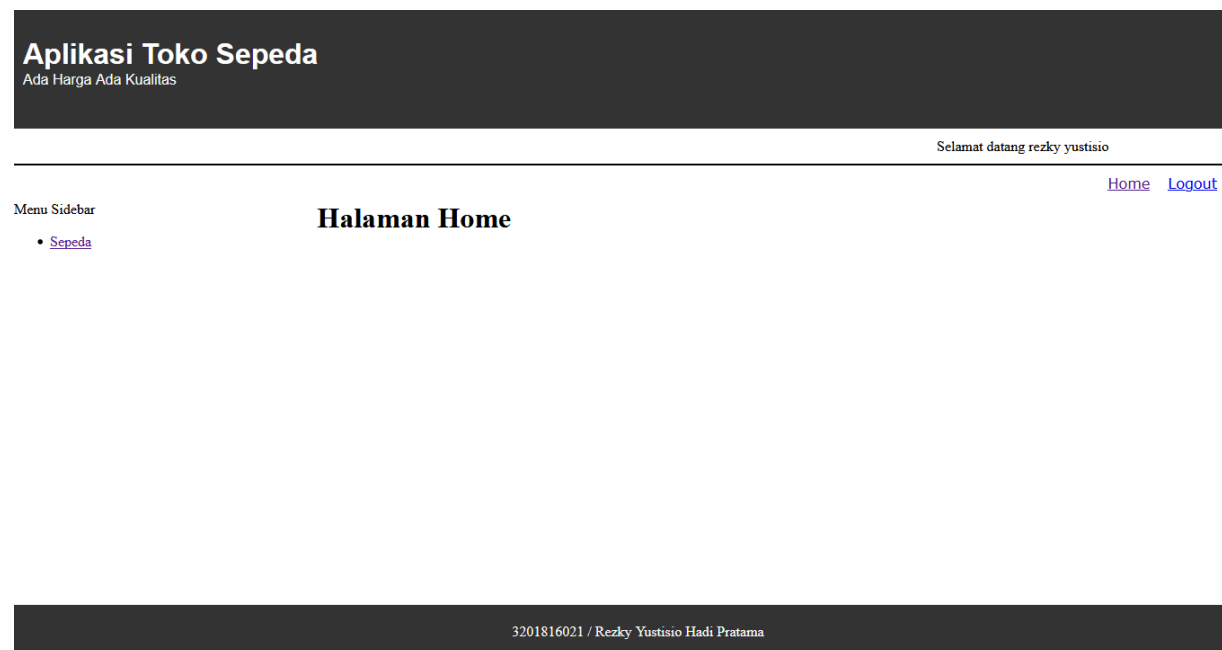 Aplikasi Toko Sepeda
Ada Harga Ada Kualitas
Selamat datang rezky yustisio
Home Logout
Menu Sidebar
Halaman Home
Sepeda
3201816021 / Rezky Yustisio Hadi Pratama